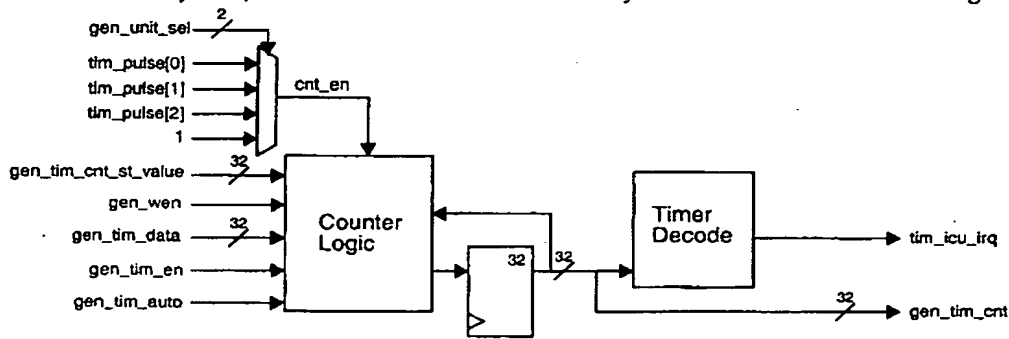 2
gen_unit_sel
tim_pulse[0]
tim_pulse[1]
cnt_en
tim_pulse[2]
1
32
gen_tim_cnt_st_value
gen_wen
32
gen_tim_data
gen_tim_en
gen_tim_auto
Counter
Logic
32
32
Timer
Decode
tim_icu_irq
32
gen_tim_cnt